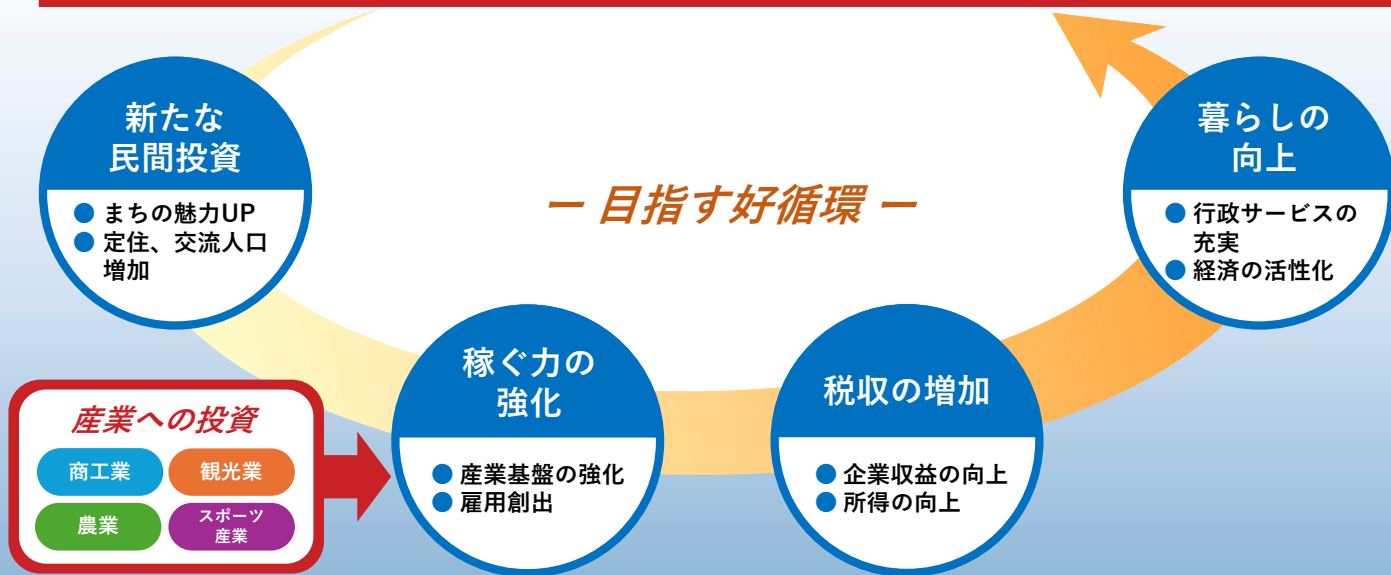 新たな
民間投資
● まちの魅力UP
● 定住、交流人口
増加
ー 目指す好循環 ー
暮らしの
向上
● 行政サービスの
充実
● 経済の活性化
稼ぐ力の
強化
● 産業基盤の強化
● 雇用創出
税収の増加
● 企業収益の向上
● 所得の向上
産業への投資
商工業
観光業
農業
スポーツ
産業